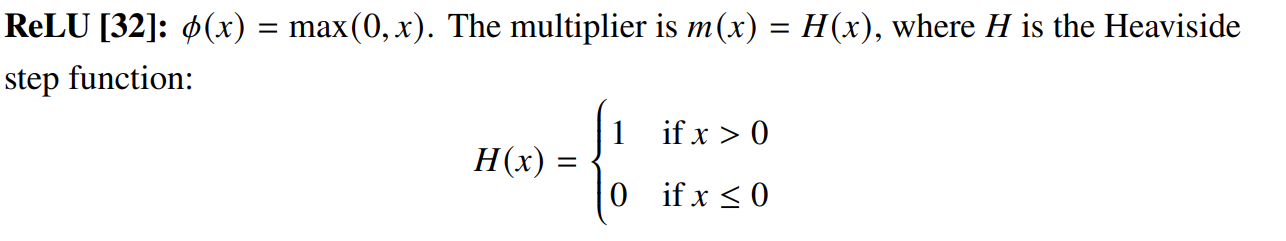 ReLU [32]: ϕ(x) = max(0, x). The multiplier is m(x) = H(x), where H is the Heaviside
step function:
H(x) = { 1 if x > 0
0 if x ≤ 0